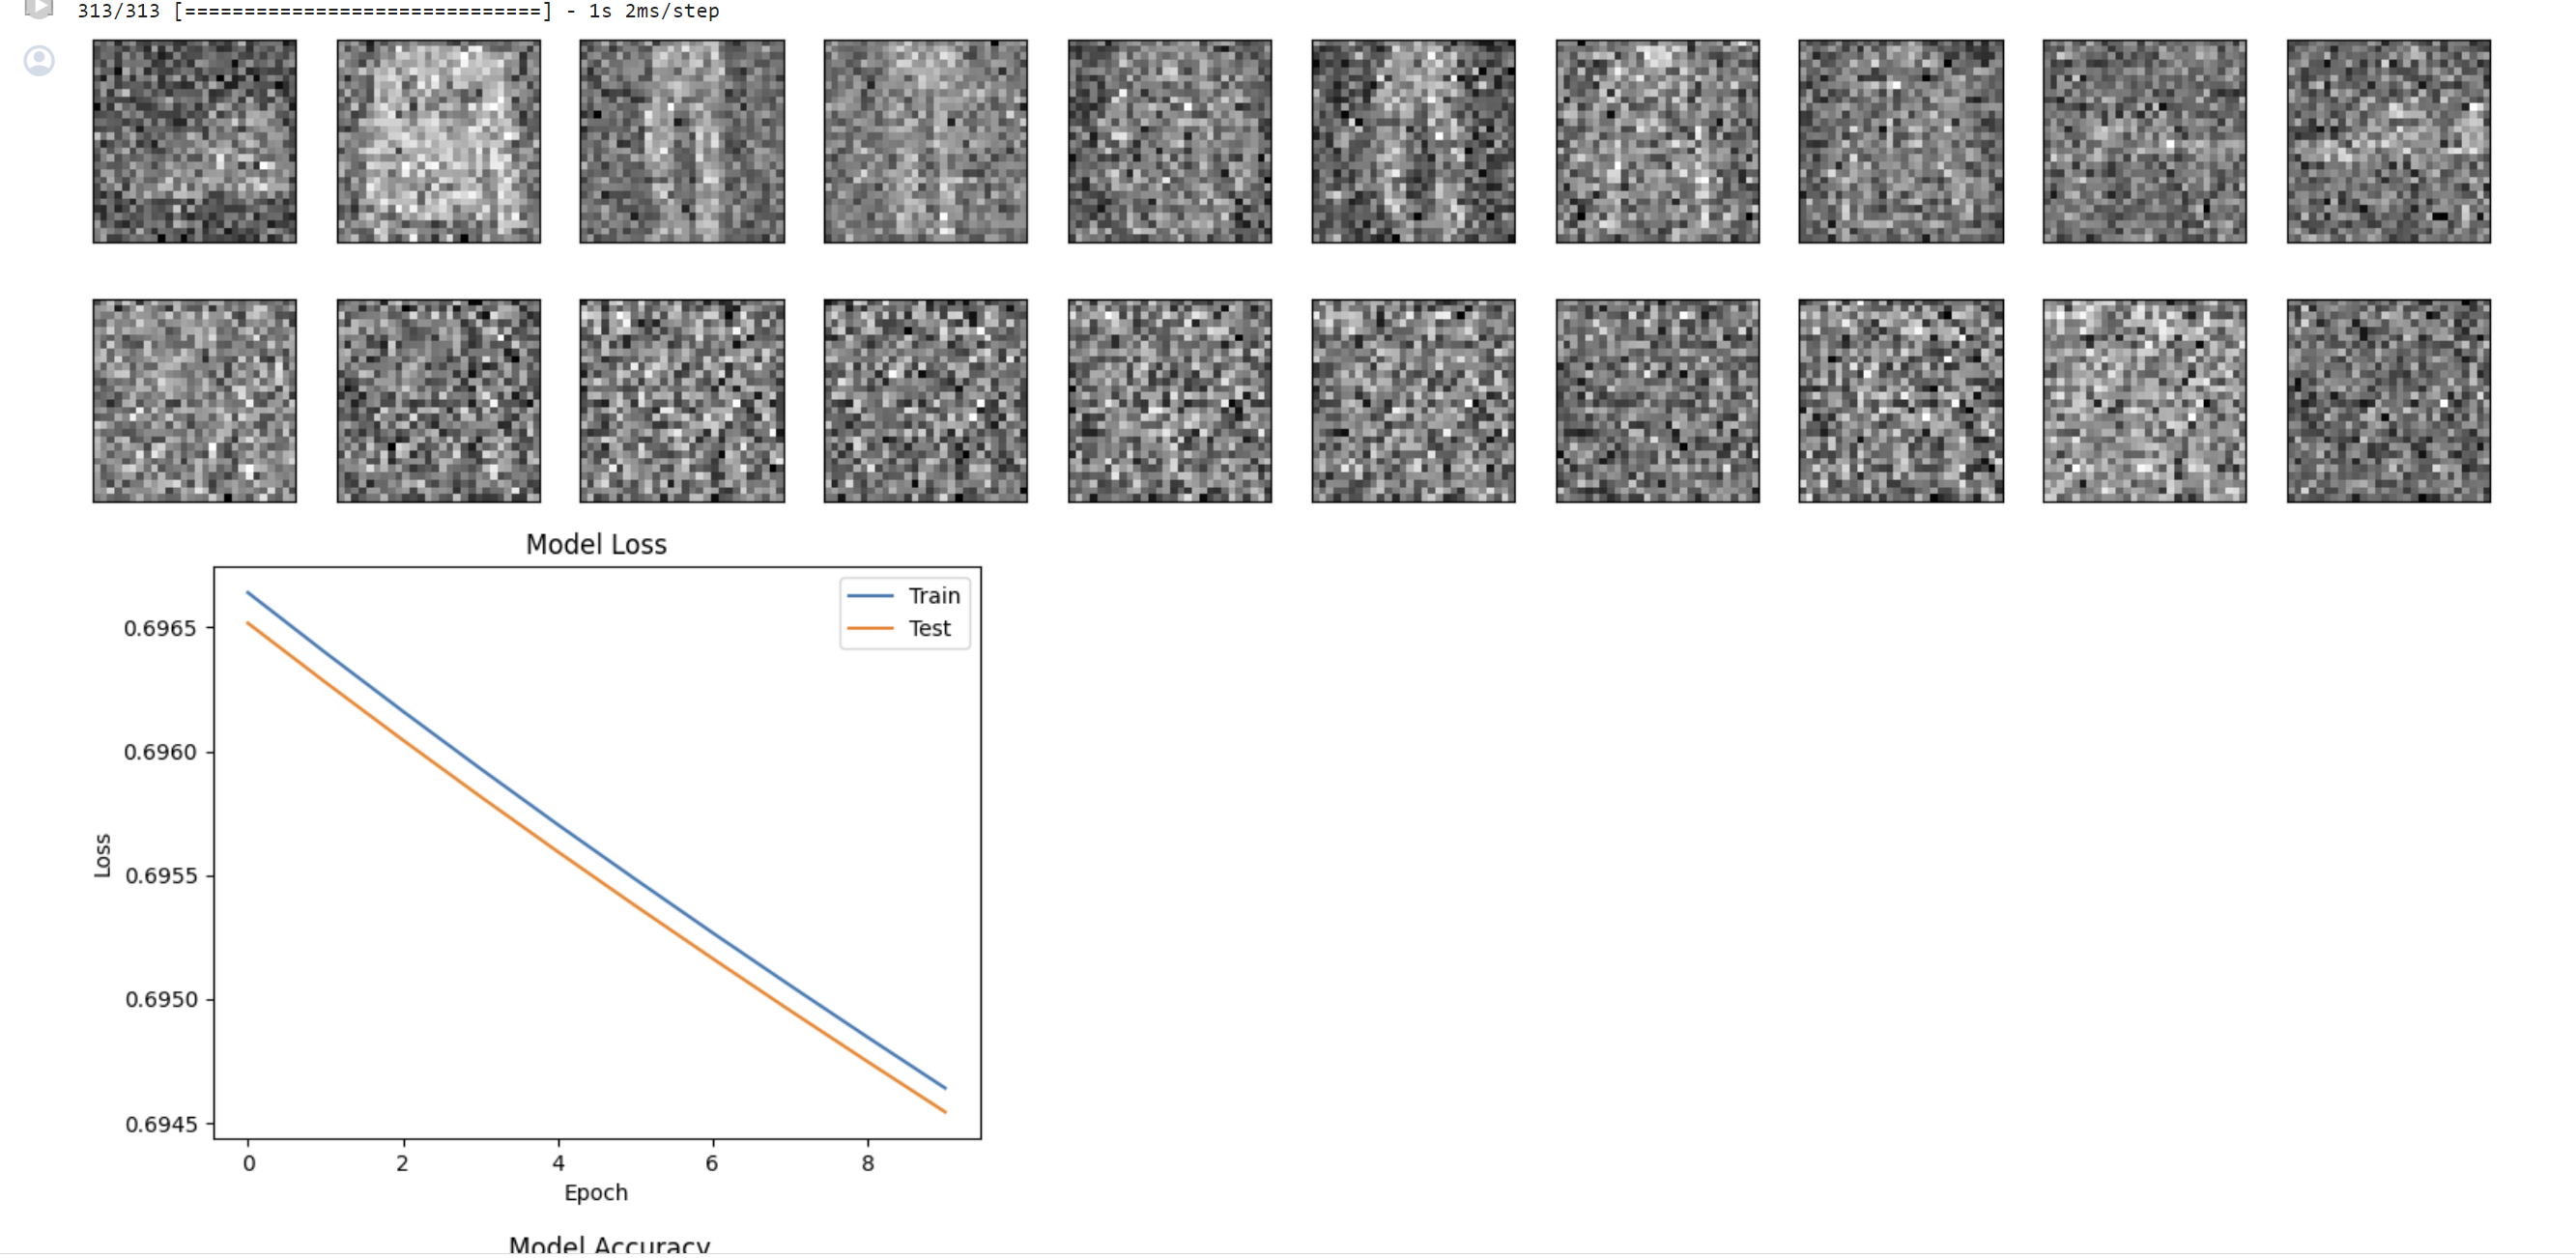 313/313 [==============================] - 1s 2ms/step
Model Loss
Train
Test
0.6965
0.6960
0.6955
0.6950
0.6945
Loss
0 2 4 6 8
Epoch
Model Accuracy